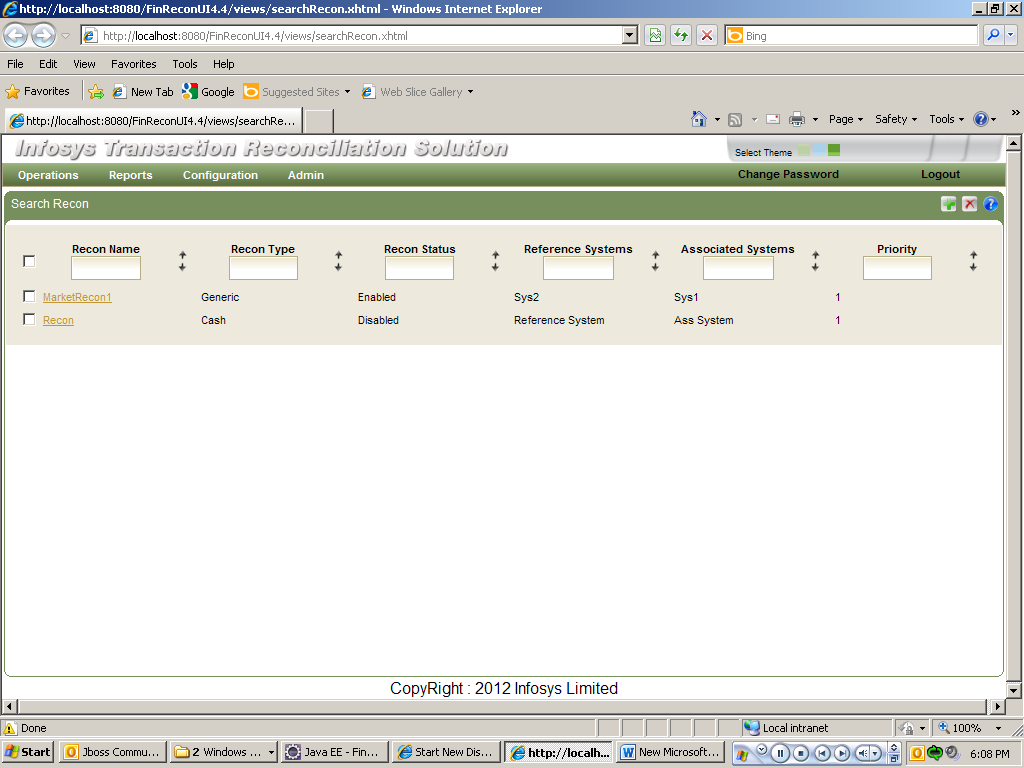 http://localhost:8080/FinReconUI4.4/views/searchRecon.xhtml - Windows Internet Explorer
http://localhost:8080/FinReconUI4.4/views/searchRecon.xhtml Bing
File Edit View Favorites Tools Help
Favorites New Tab Google Suggested Sites Web Slice Gallery
http://localhost:8080/FinReconUI4.4/views/searchRe... Page Safety Tools »
Infosys Transaction Reconciliation Solution Select Theme
Operations Reports Configuration Admin Change Password Logout
Search Recon
Recon Name Recon Type Recon Status Reference Systems Associated Systems Priority
MarketRecon1 Generic Enabled Sys2 Sys1 1
Recon Cash Disabled Reference System Ass System 1
CopyRight : 2012 Infosys Limited
Done Local intranet 100%
Start Jboss Commu... 2 Windows ... Java EE - Fin... Start New Dis... http://localh... New Microsoft... 6:08 PM